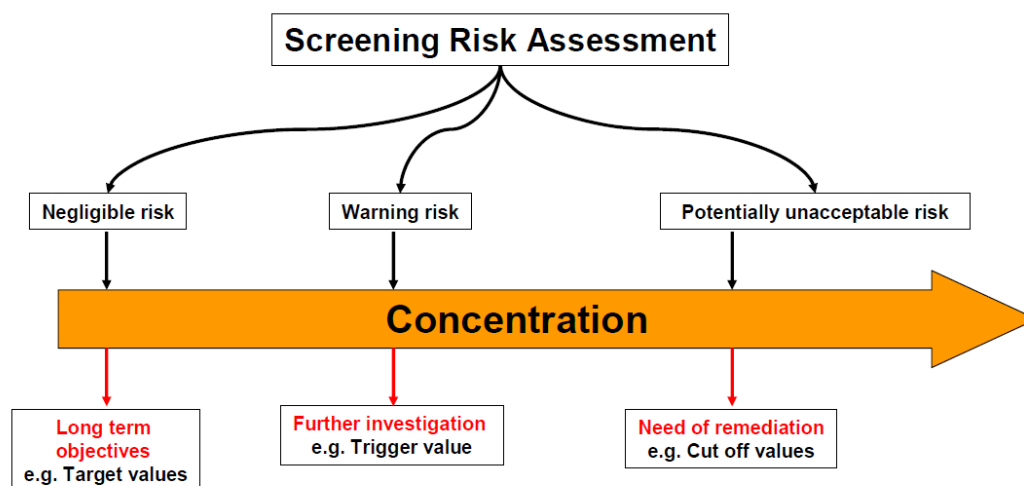 Screening Risk Assessment
Negligible risk
Warning risk
Potentially unacceptable risk
Concentration
Long term
objectives
e.g. Target values
Further investigation
e.g. Trigger value
Need of remediation
e.g. Cut off values